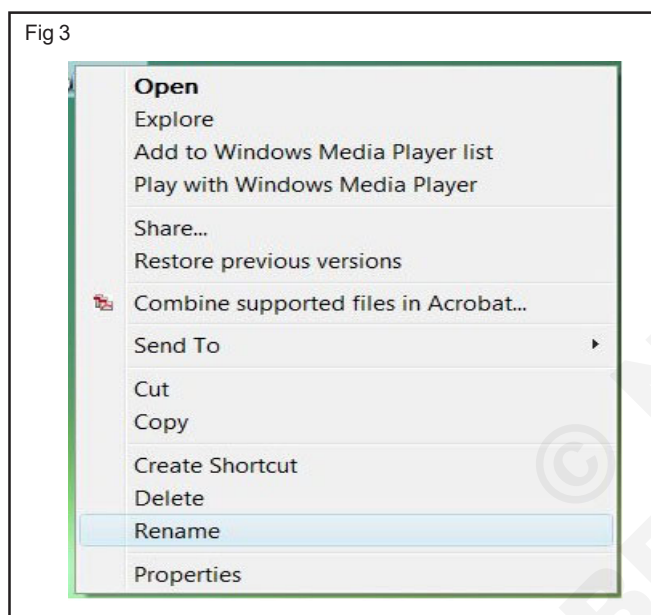 Fig 3
Open
Explore
Add to Windows Media Player list
Play with Windows Media Player
Share...
Restore previous versions
Combine supported files in Acrobat...
Send To
Cut
Copy
Create Shortcut
Delete
Rename
Properties